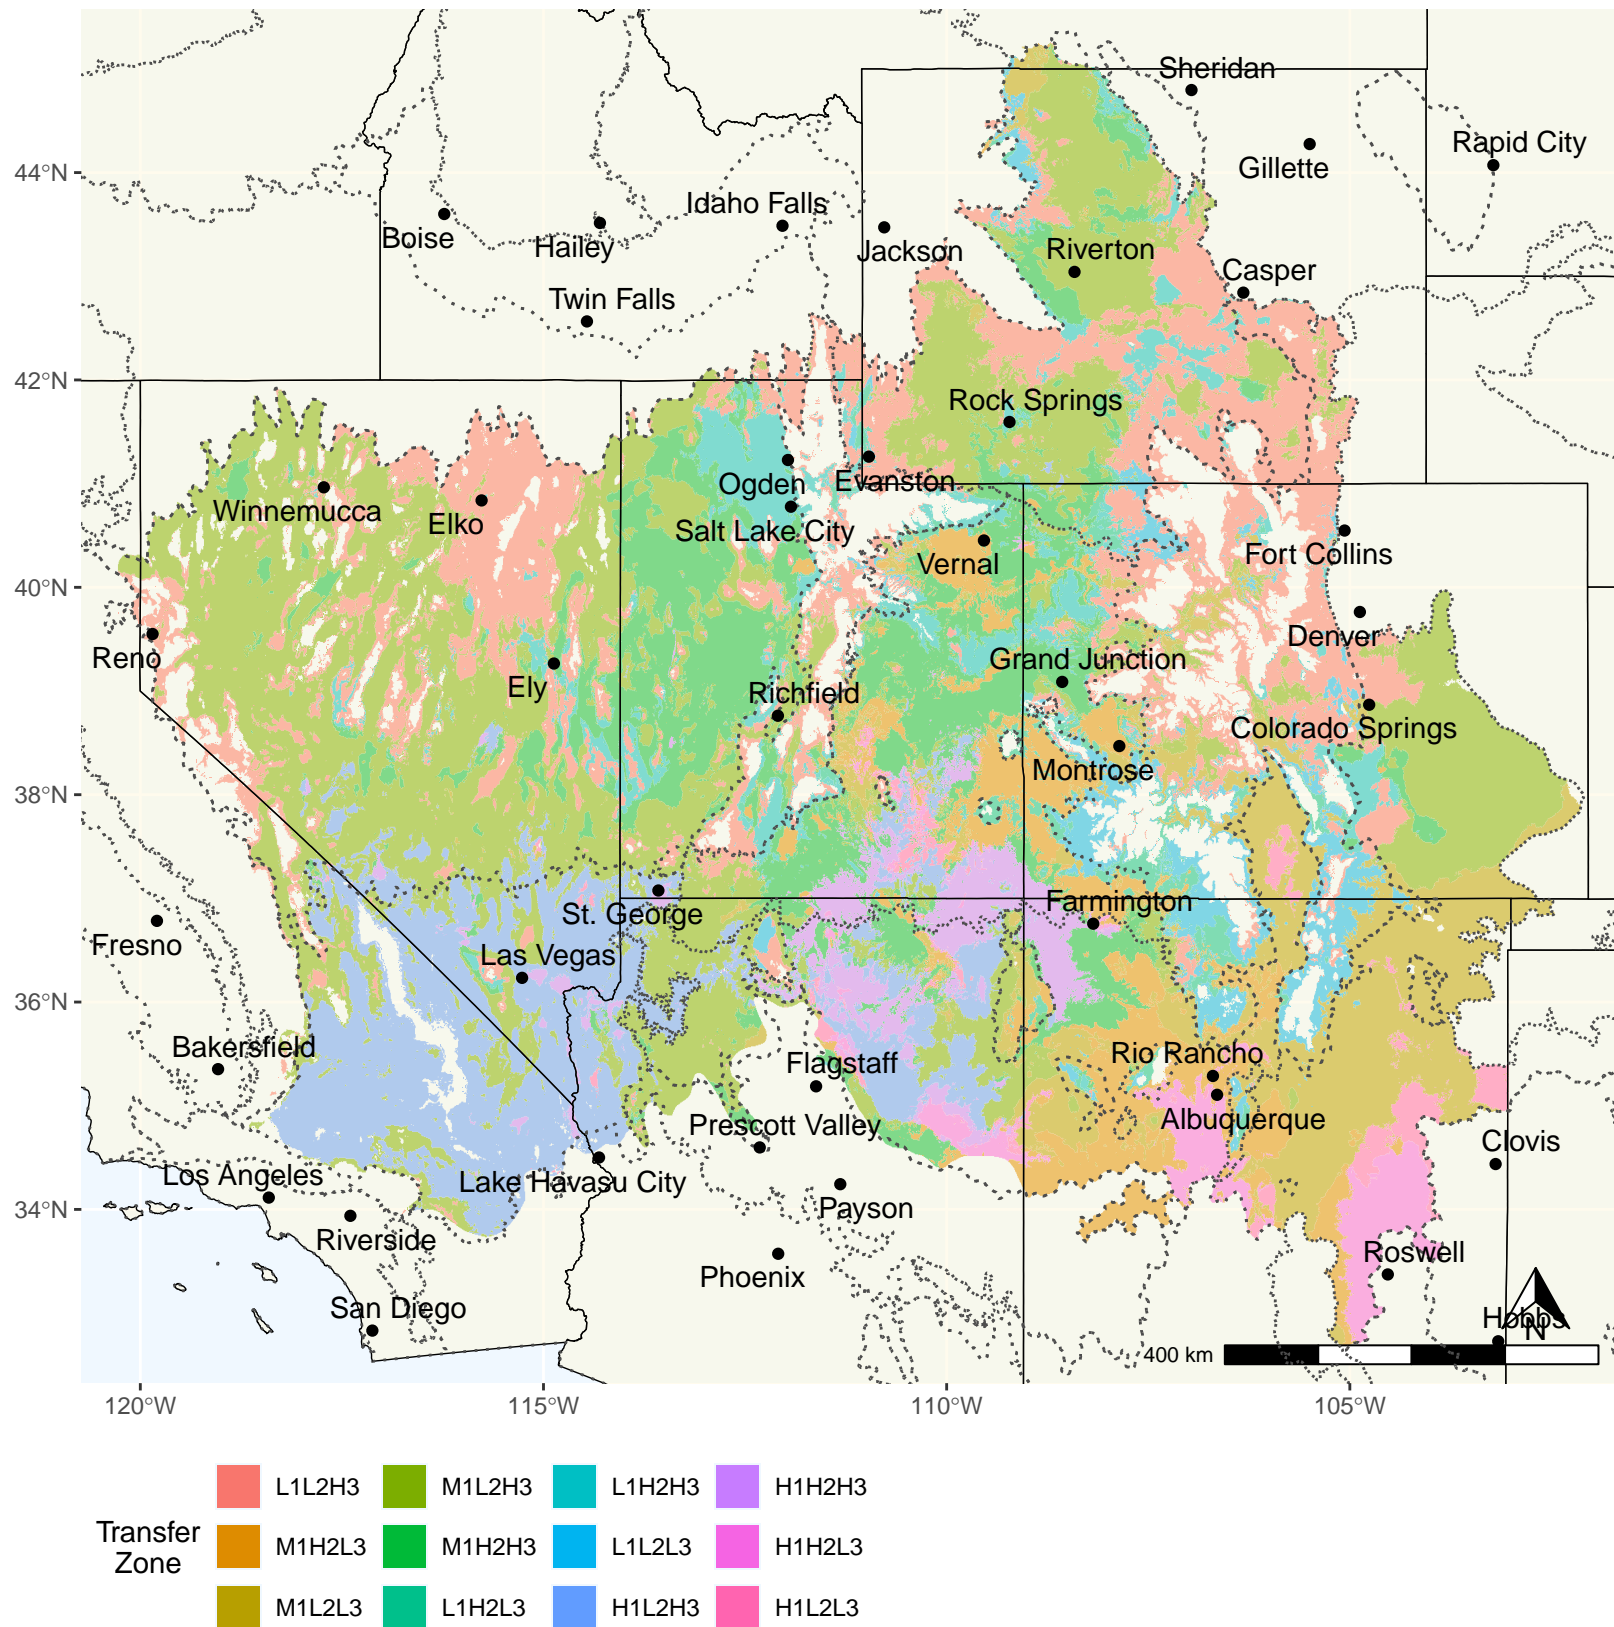 Sheridan
Rapid City
Gillette
44°N
Idaho Falls
Boise
Hailey
Jackson
Riverton
Casper
Twin Falls
42°N
Rock Springs
Ogden
Evanston
Winnemucca
Elko
Salt Lake City
Fort Collins
Vernal
40°N
Denver
Reno
Grand Junction
Ely
Richfield
Colorado Springs
Montrose
38°N
Farmington
St. George
Fresno
Las Vegas
36°N
Bakersfield
Rio Rancho
Flagstaff
Albuquerque
Prescott Valley
Clovis
Los Angeles
Lake Havasu City
34°N
Payson
Riverside
Roswell
Phoenix
San Diego
Hobbs
N
400 km
120°W
115°W
110°W
105°W
Transfer
Zone
L1L2H3
M1L2H3
L1H2H3
H1H2H3
M1H2L3
M1H2H3
L1L2L3
H1H2L3
M1L2L3
L1H2L3
H1L2H3
H1L2L3